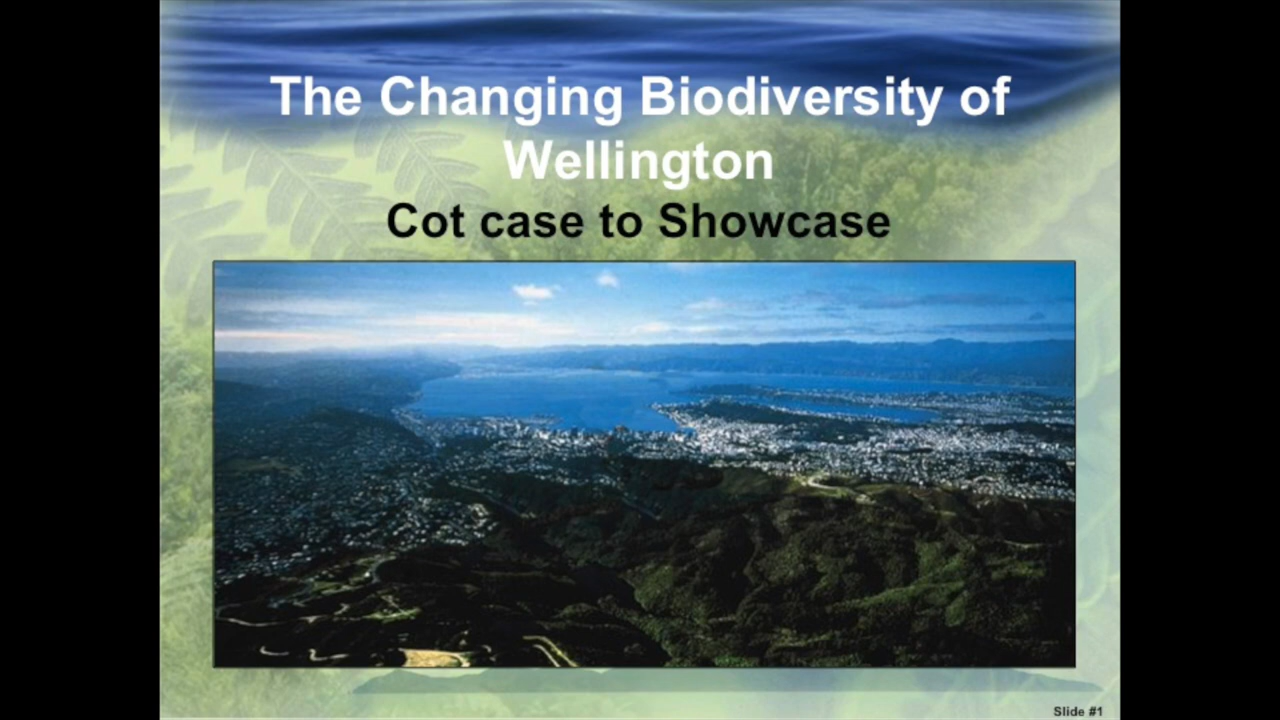 The Changing Biodiversity of
Wellington
Cot case to Showcase
Slide #1